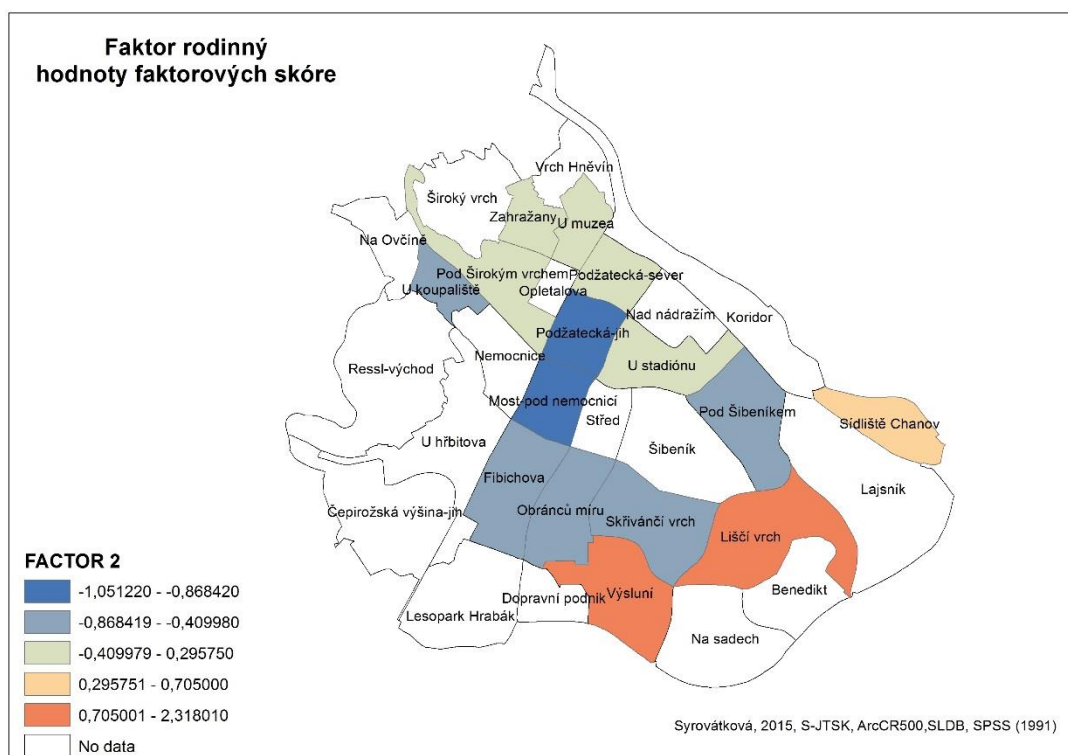 Faktor rodinný
hodnoty faktorových skóre
Vrch Hněvín
Široký vrch
Zahražany
U muzea
Na Ovčíně
Pod Širokým vrchem
Podžatecká-sever
U koupaliště
Opletalova
Nad nádražím
Koridor
Podžatecká-jih
Nemocnice
Ressl-východ
U stadiónu
Most-pod nemocnicí
Pod Šibeníkem
Střed
Sídliště Chanov
U hřbitova
Šibeník
Fibichova
Lajsník
Čepirožská výšina-jih
Obránců míru
Skřivánčí vrch
Liščí vrch
Benedikt
Výsluní
Dopravní podnik
Lesopark Hrabák
Na sadech
FACTOR 2
-1,051220 - -0,868420
-0,868419 - -0,409980
-0,409979 - 0,295750
0,295751 - 0,705000
0,705001 - 2,318010
No data
Syrovátková, 2015, S-JTSK, ArcCR500,SLDB, SPSS (1991)